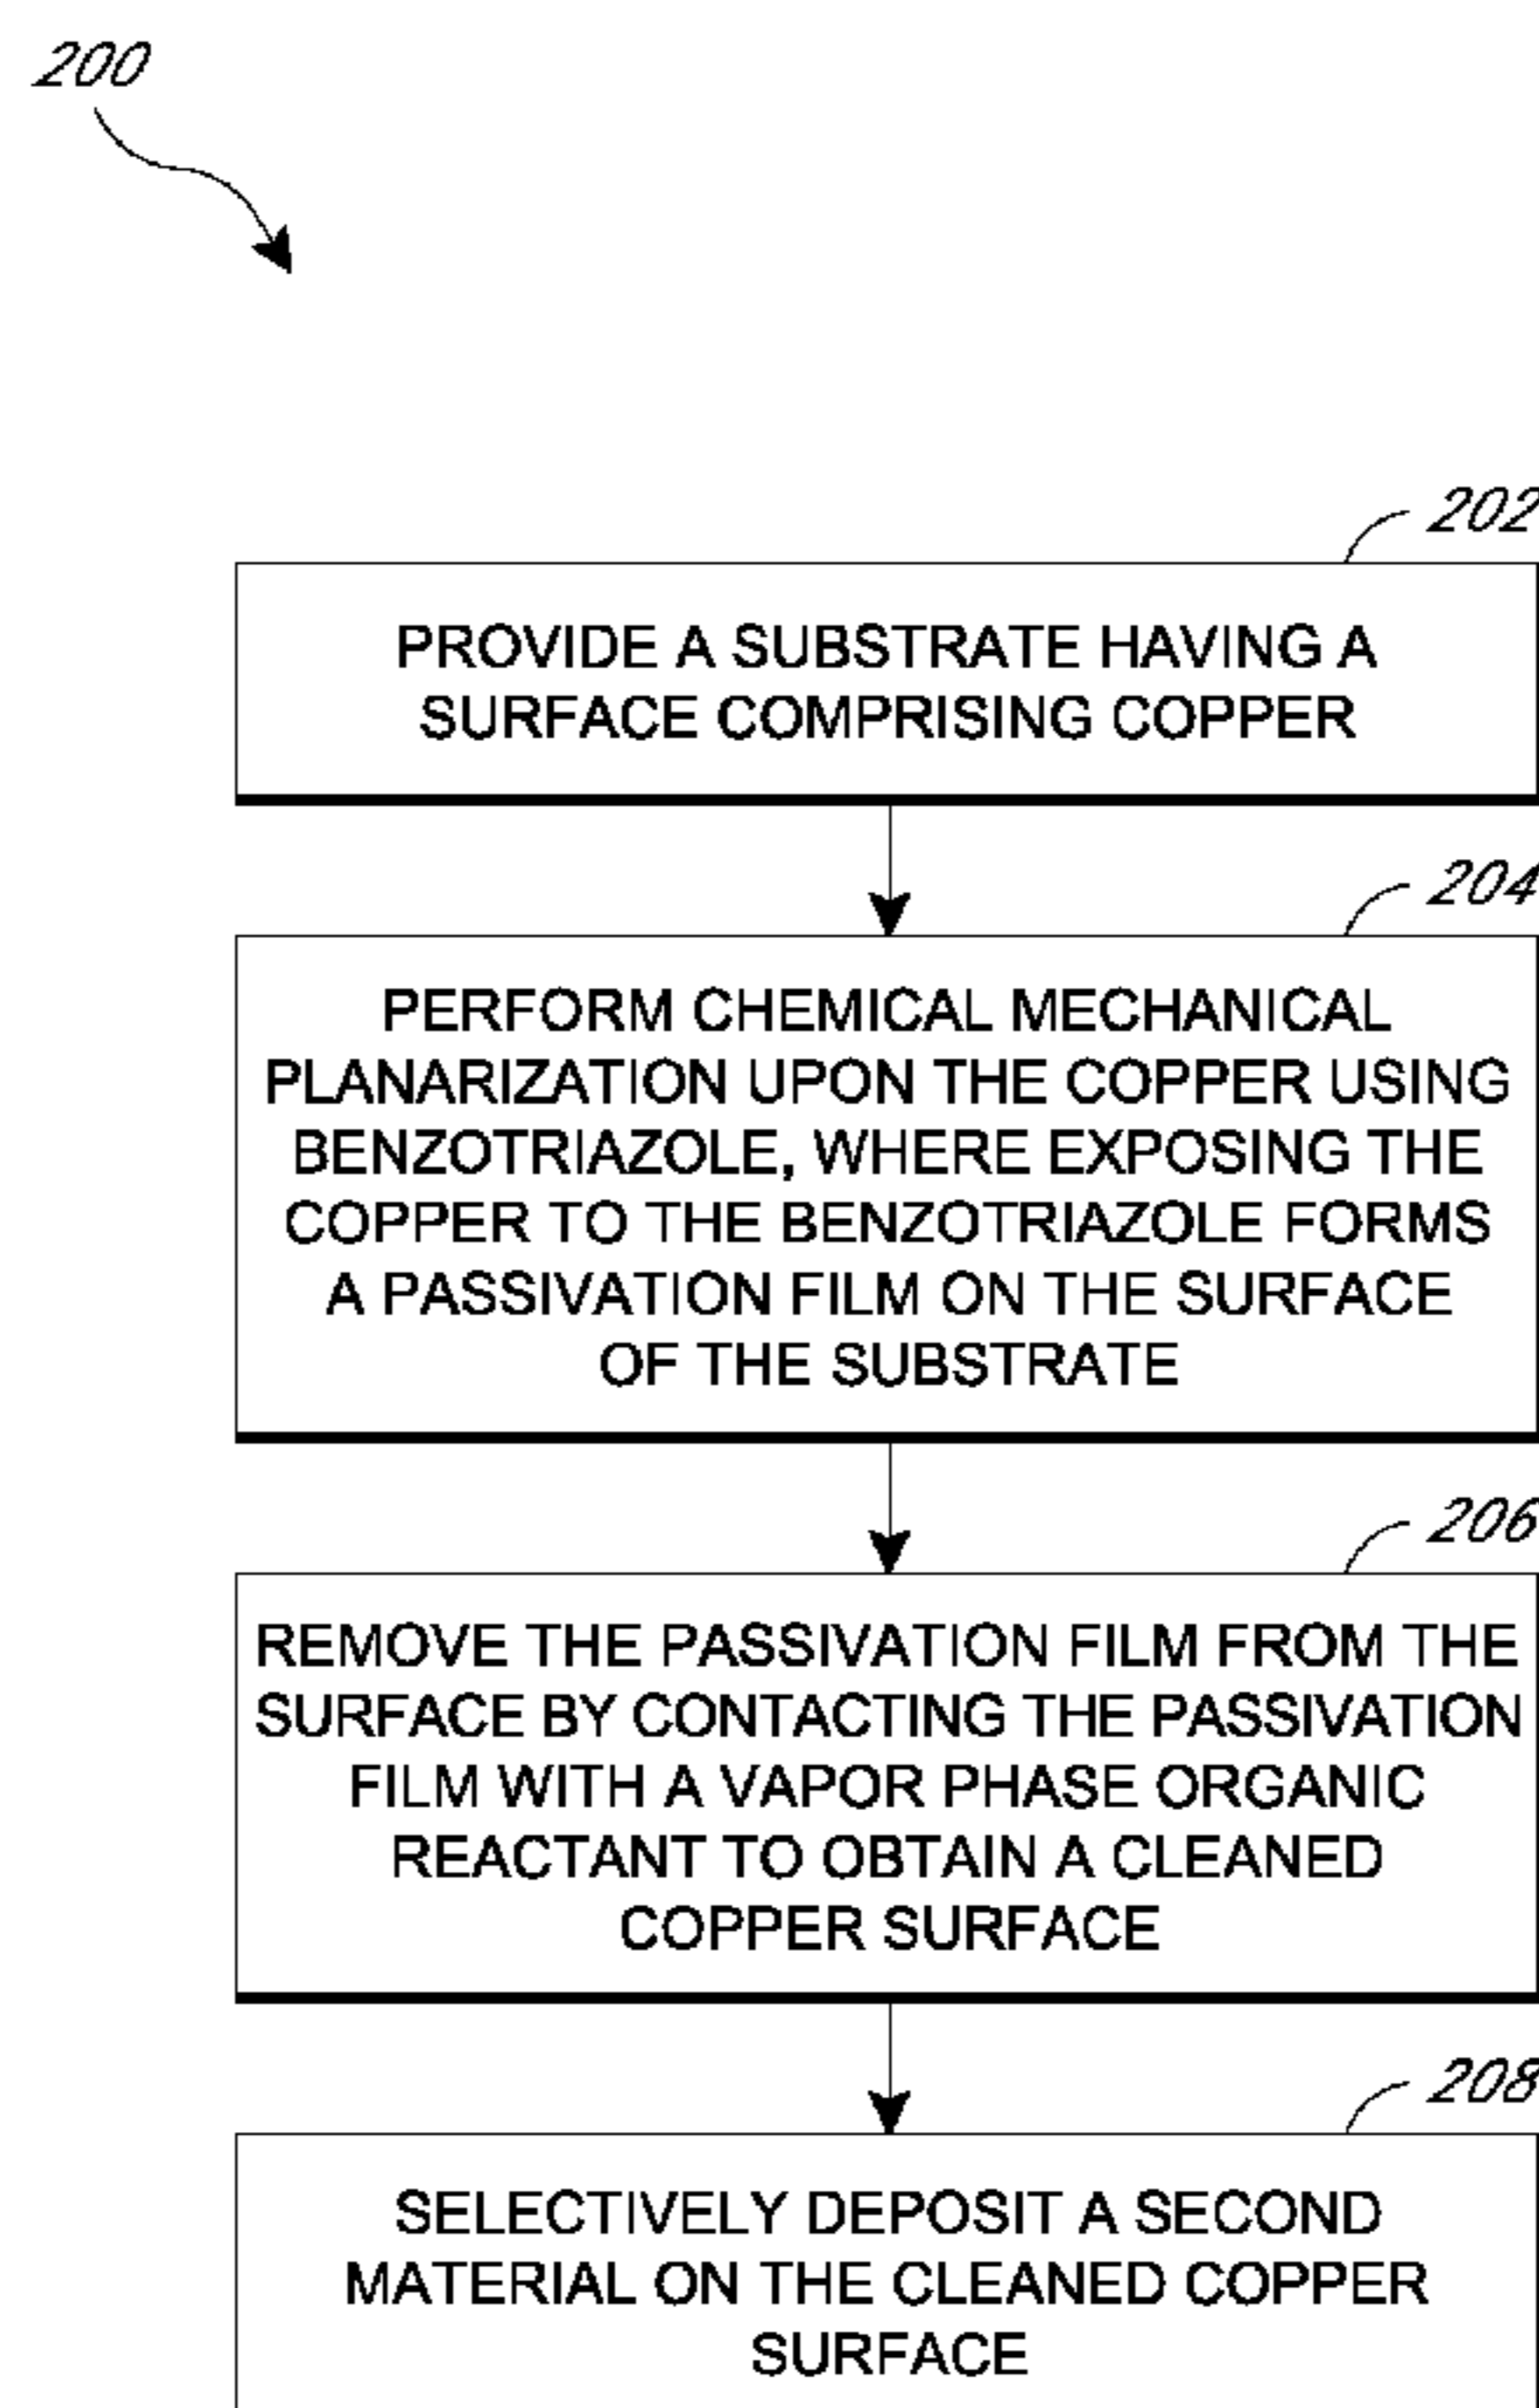 200
202
PROVIDE A SUBSTRATE HAVING A
SURFACE COMPRISING COPPER
204
PERFORM CHEMICAL MECHANICAL
PLANARIZATION UPON THE COPPER USING
BENZOTRIAZOLE, WHERE EXPOSING THE
COPPER TO THE BENZOTRIAZOLE FORMS
A PASSIVATION FILM ON THE SURFACE
OF THE SUBSTRATE
206
REMOVE THE PASSIVATION FILM FROM THE
SURFACE BY CONTACTING THE PASSIVATION
FILM WITH A VAPOR PHASE ORGANIC
REACTANT TO OBTAIN A CLEANED
COPPER SURFACE
208
SELECTIVELY DEPOSIT A SECOND
MATERIAL ON THE CLEANED COPPER
SURFACE